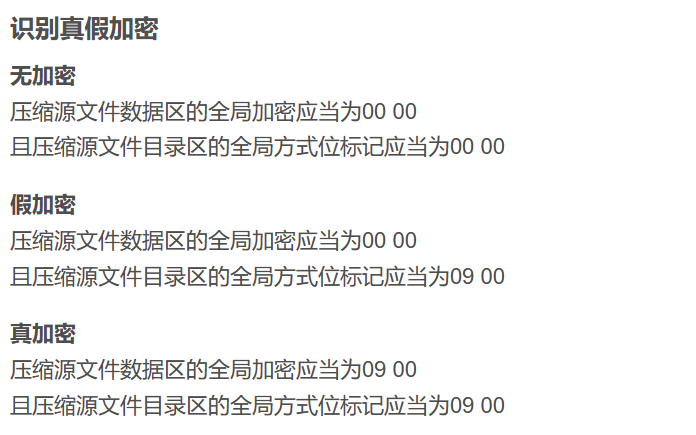 识别真假加密
无加密
压缩源文件数据区的全局加密应当为00 00
且压缩源文件目录区的全局方式位标记应当为00 00
假加密
压缩源文件数据区的全局加密应当为00 00
且压缩源文件目录区的全局方式位标记应当为09 00
真加密
压缩源文件数据区的全局加密应当为09 00
且压缩源文件目录区的全局方式位标记应当为09 00